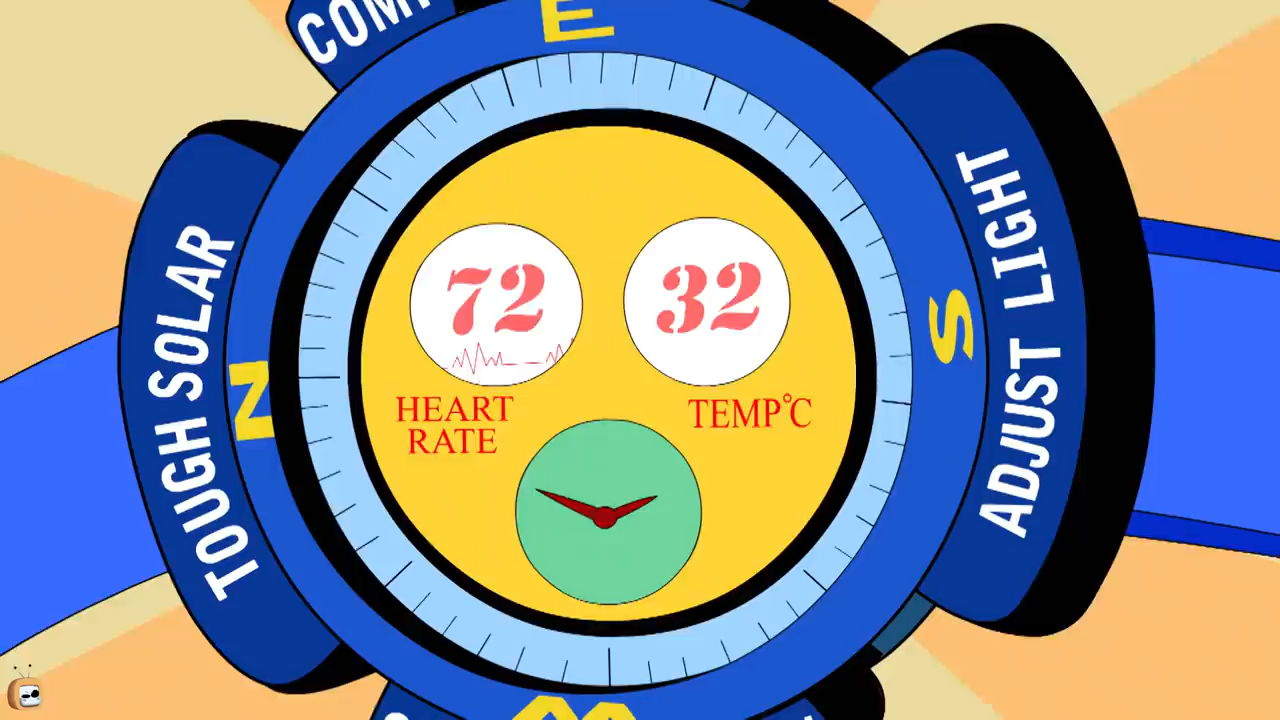 E
TOUGH SOLAR
N
72
32
HEART
RATE
TEMP°C
S
ADJUST LIGHT